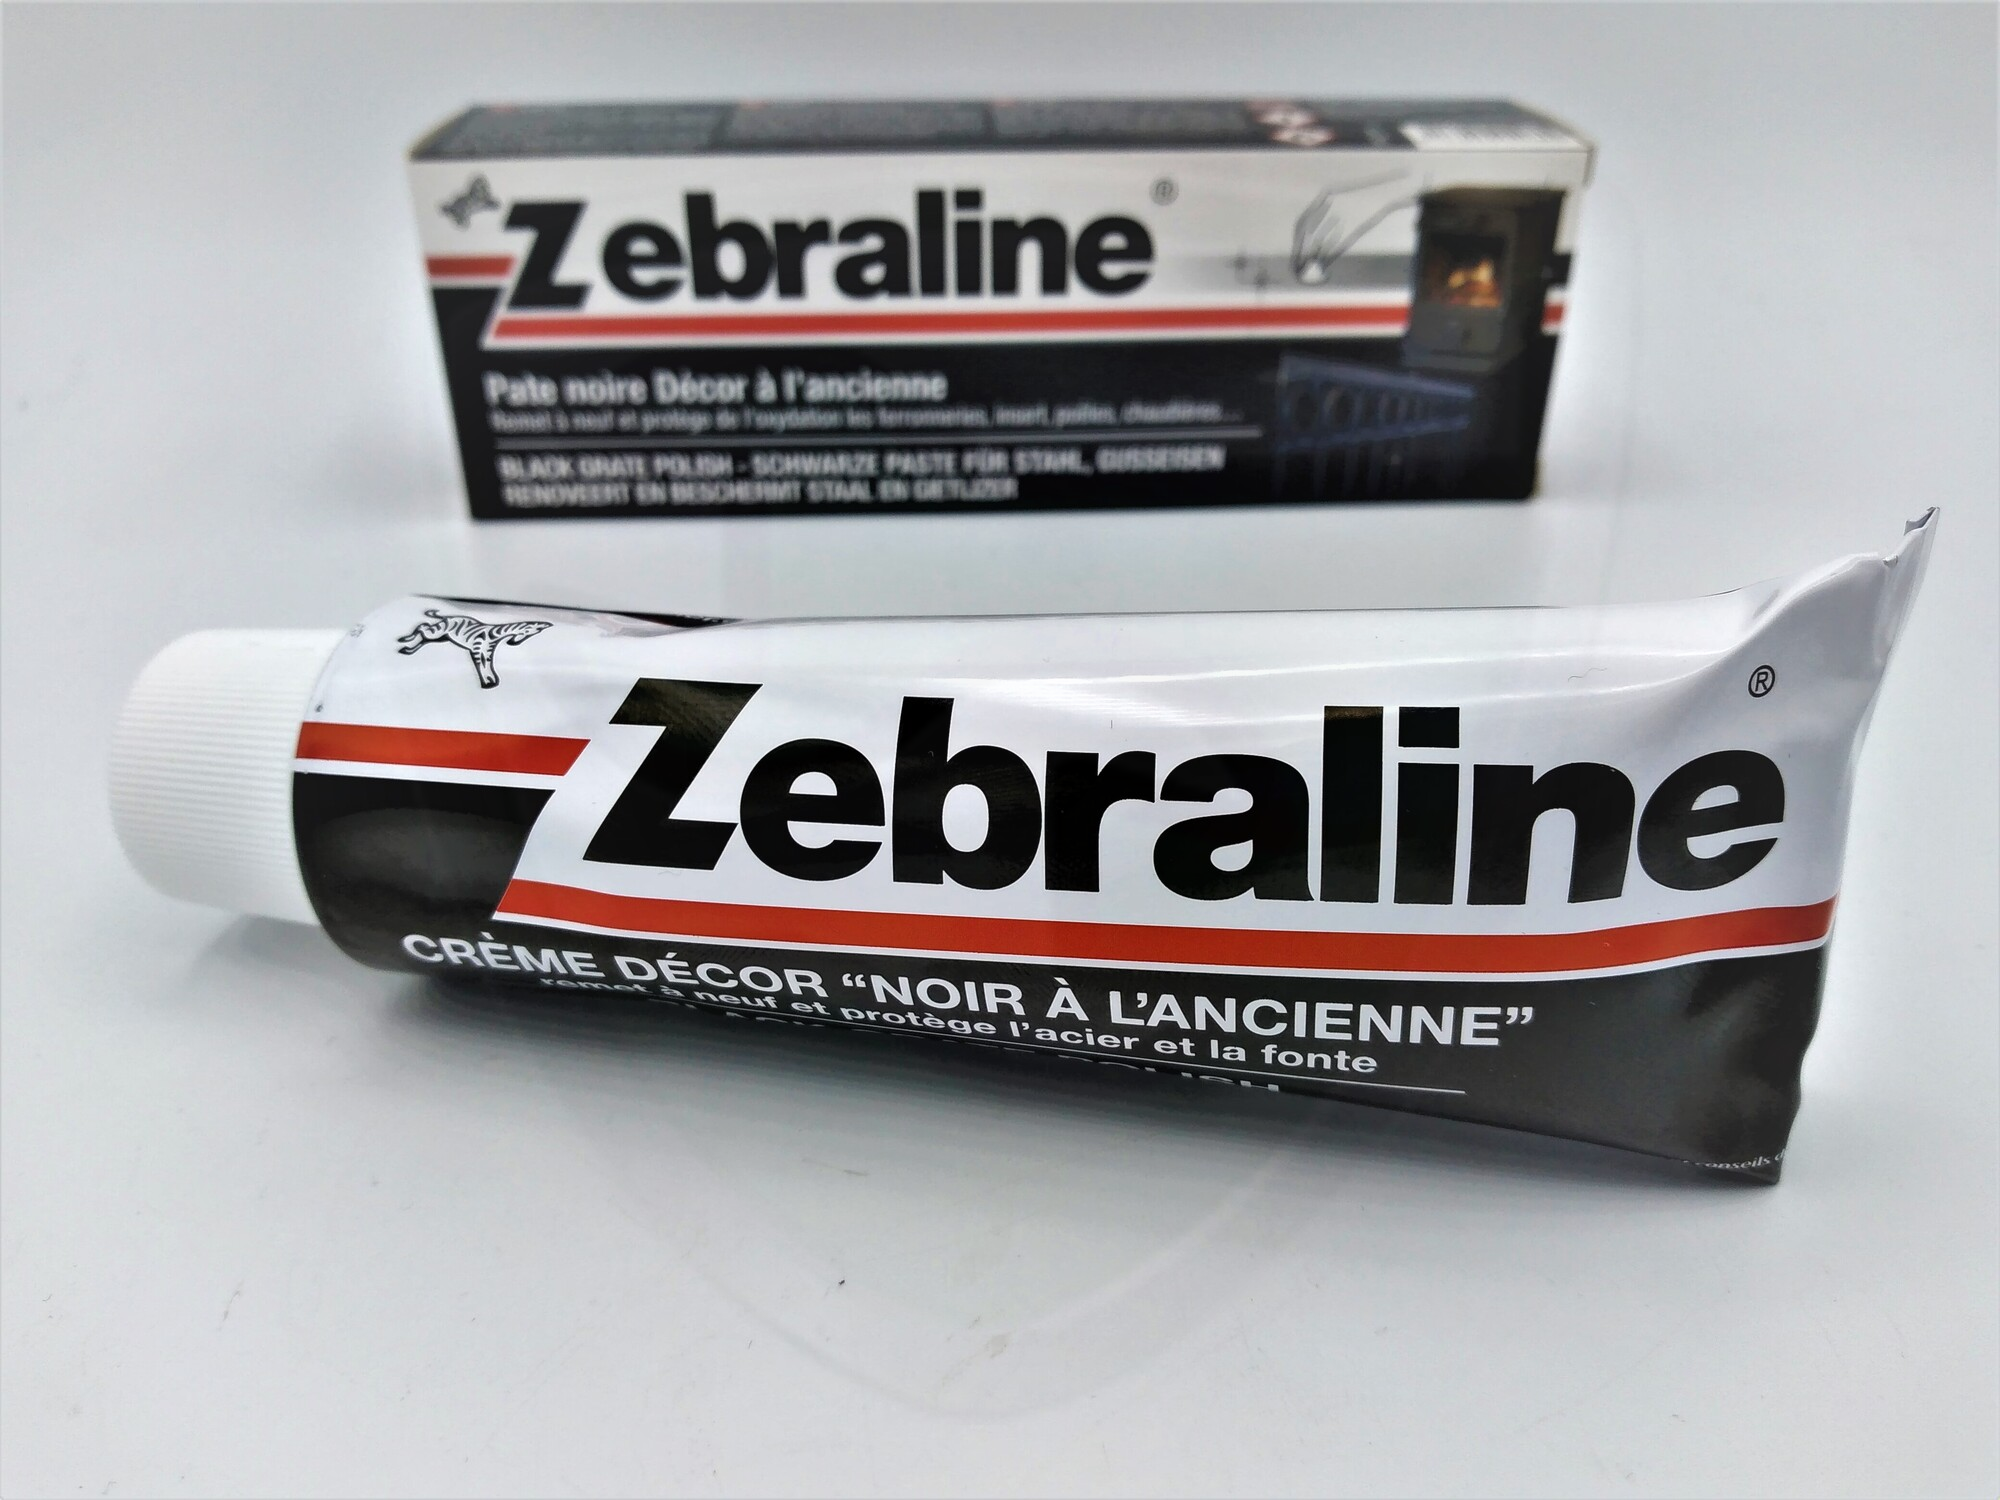 Zebraline ®
Pate noire Décor à l'ancienne
Remet à neuf et protège de l'oxydation les ferronneries, insert, poêles, chaudières...
BLACK GRATE POLISH - SCHWARZE PASTE FÜR STAHL, GUSSEISEN
RENOVEERT EN BESCHERMT STAAL EN GIETIJZER
Zebraline ®
CRÈME DÉCOR “NOIR À L'ANCIENNE”
remet à neuf et protège l'acier et la fonte
POLISH
conseils